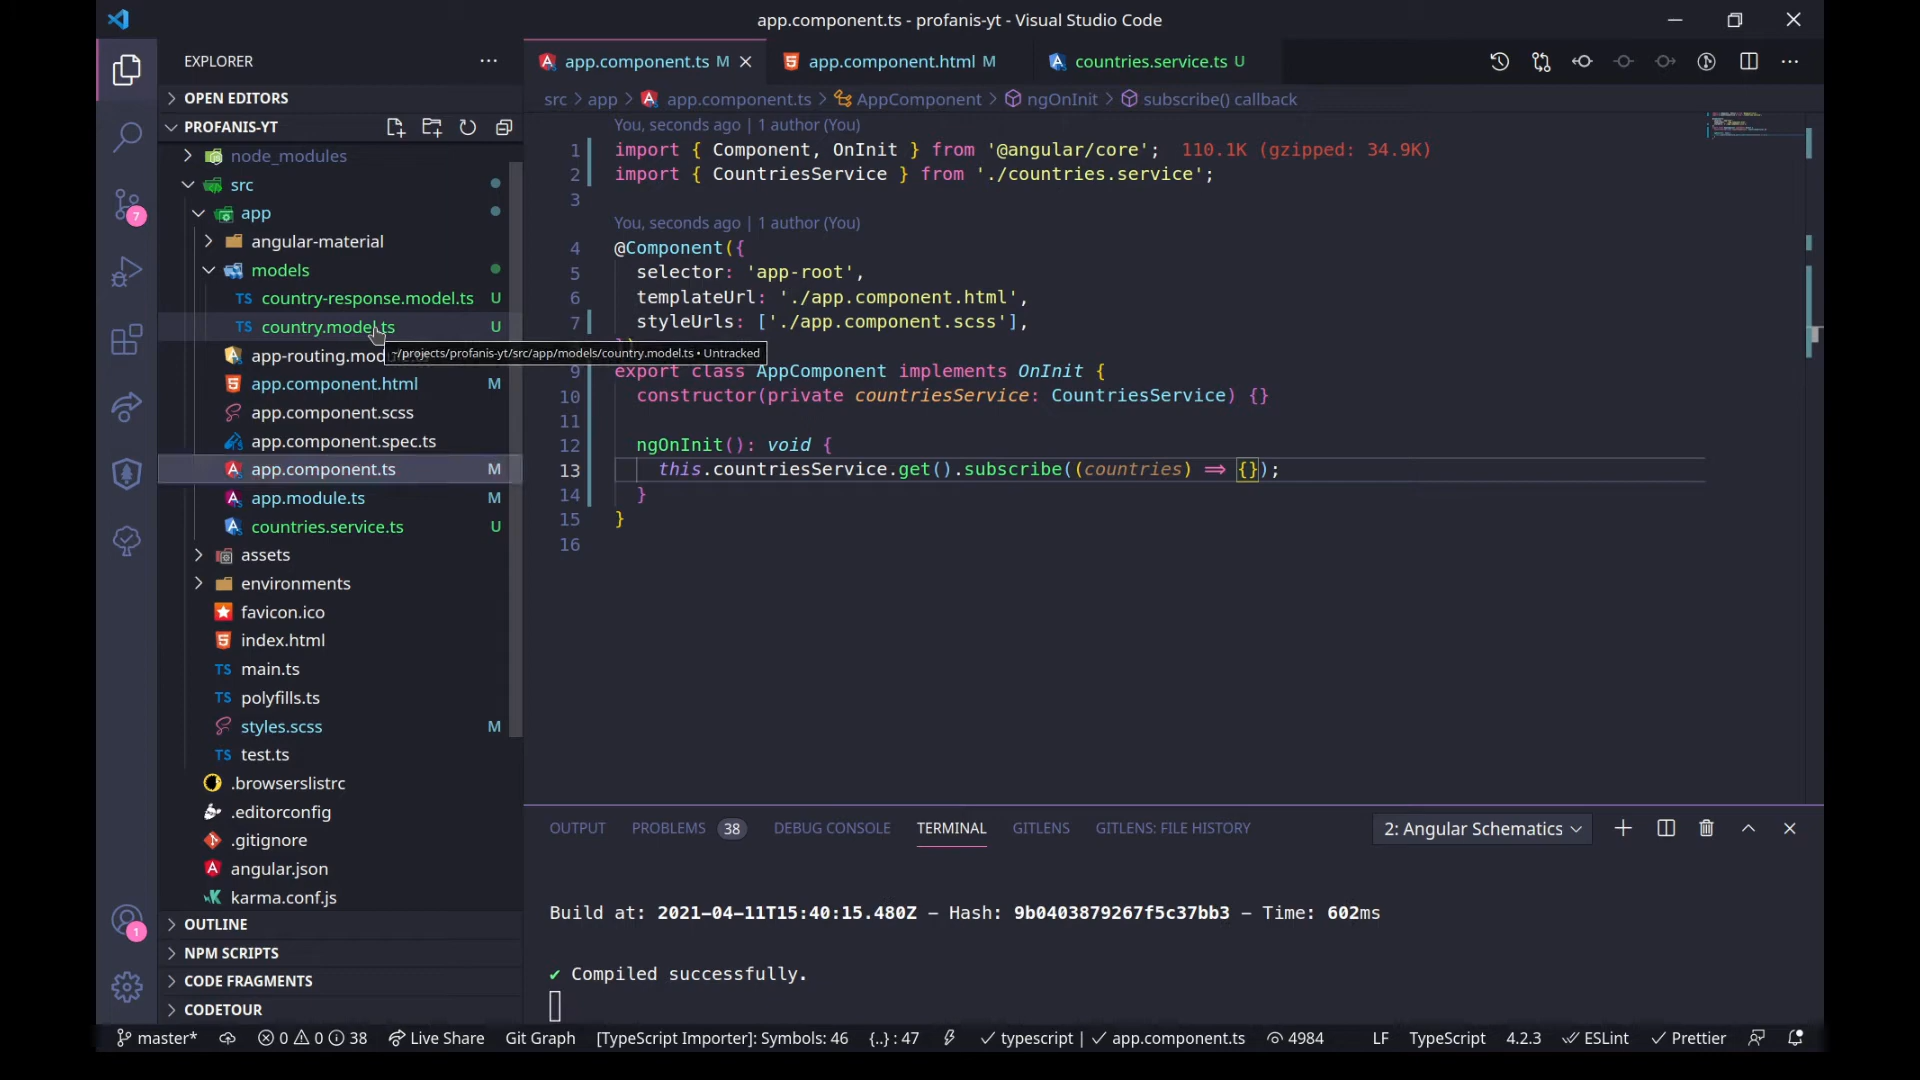 app.component.ts - profanis-yt - Visual Studio Code
EXPLORER
OPEN EDITORS
PROFANIS-YT
node_modules
src
app
angular-material
models
country-response.model.ts U
country.model.ts U
~/projects/profanis-yt/src/app/models/country.model.ts • Untracked
app-routing.mod
app.component.html M
app.component.scss
app.component.spec.ts
app.component.ts M
app.module.ts M
countries.service.ts U
assets
environments
favicon.ico
index.html
main.ts
polyfills.ts
styles.scss M
test.ts
.browserslistrc
.editorconfig
.gitignore
angular.json
karma.conf.js
OUTLINE
NPM SCRIPTS
CODE FRAGMENTS
CODETOUR
7
1
app.component.ts M
app.component.html M
countries.service.ts U
src > app > app.component.ts > AppComponent > ngOnInit > subscribe() callback
You, seconds ago | 1 author (You)
1 import { Component, OnInit } from '@angular/core'; 110.1K (gzipped: 34.9K)
2 import { CountriesService } from './countries.service';
3
You, seconds ago | 1 author (You)
4 @Component({
5 selector: 'app-root',
6 templateUrl: './app.component.html',
7 styleUrls: ['./app.component.scss'],
9 export class AppComponent implements OnInit {
10 constructor(private countriesService: CountriesService) {}
11
12 ngOnInit(): void {
13 this.countriesService.get().subscribe((countries) => {});
14 }
15 }
16
OUTPUT PROBLEMS 38 DEBUG CONSOLE TERMINAL GITLENS GITLENS: FILE HISTORY 2: Angular Schematics
Build at: 2021-04-11T15:40:15.480Z - Hash: 9b0403879267f5c37bb3 - Time: 602ms
✔ Compiled successfully.
master* 0 0 38 Live Share Git Graph [TypeScript Importer]: Symbols: 46 {..} : 47 ✓ typescript | ✓ app.component.ts 4984 LF TypeScript 4.2.3 ESLint ✓ Prettier